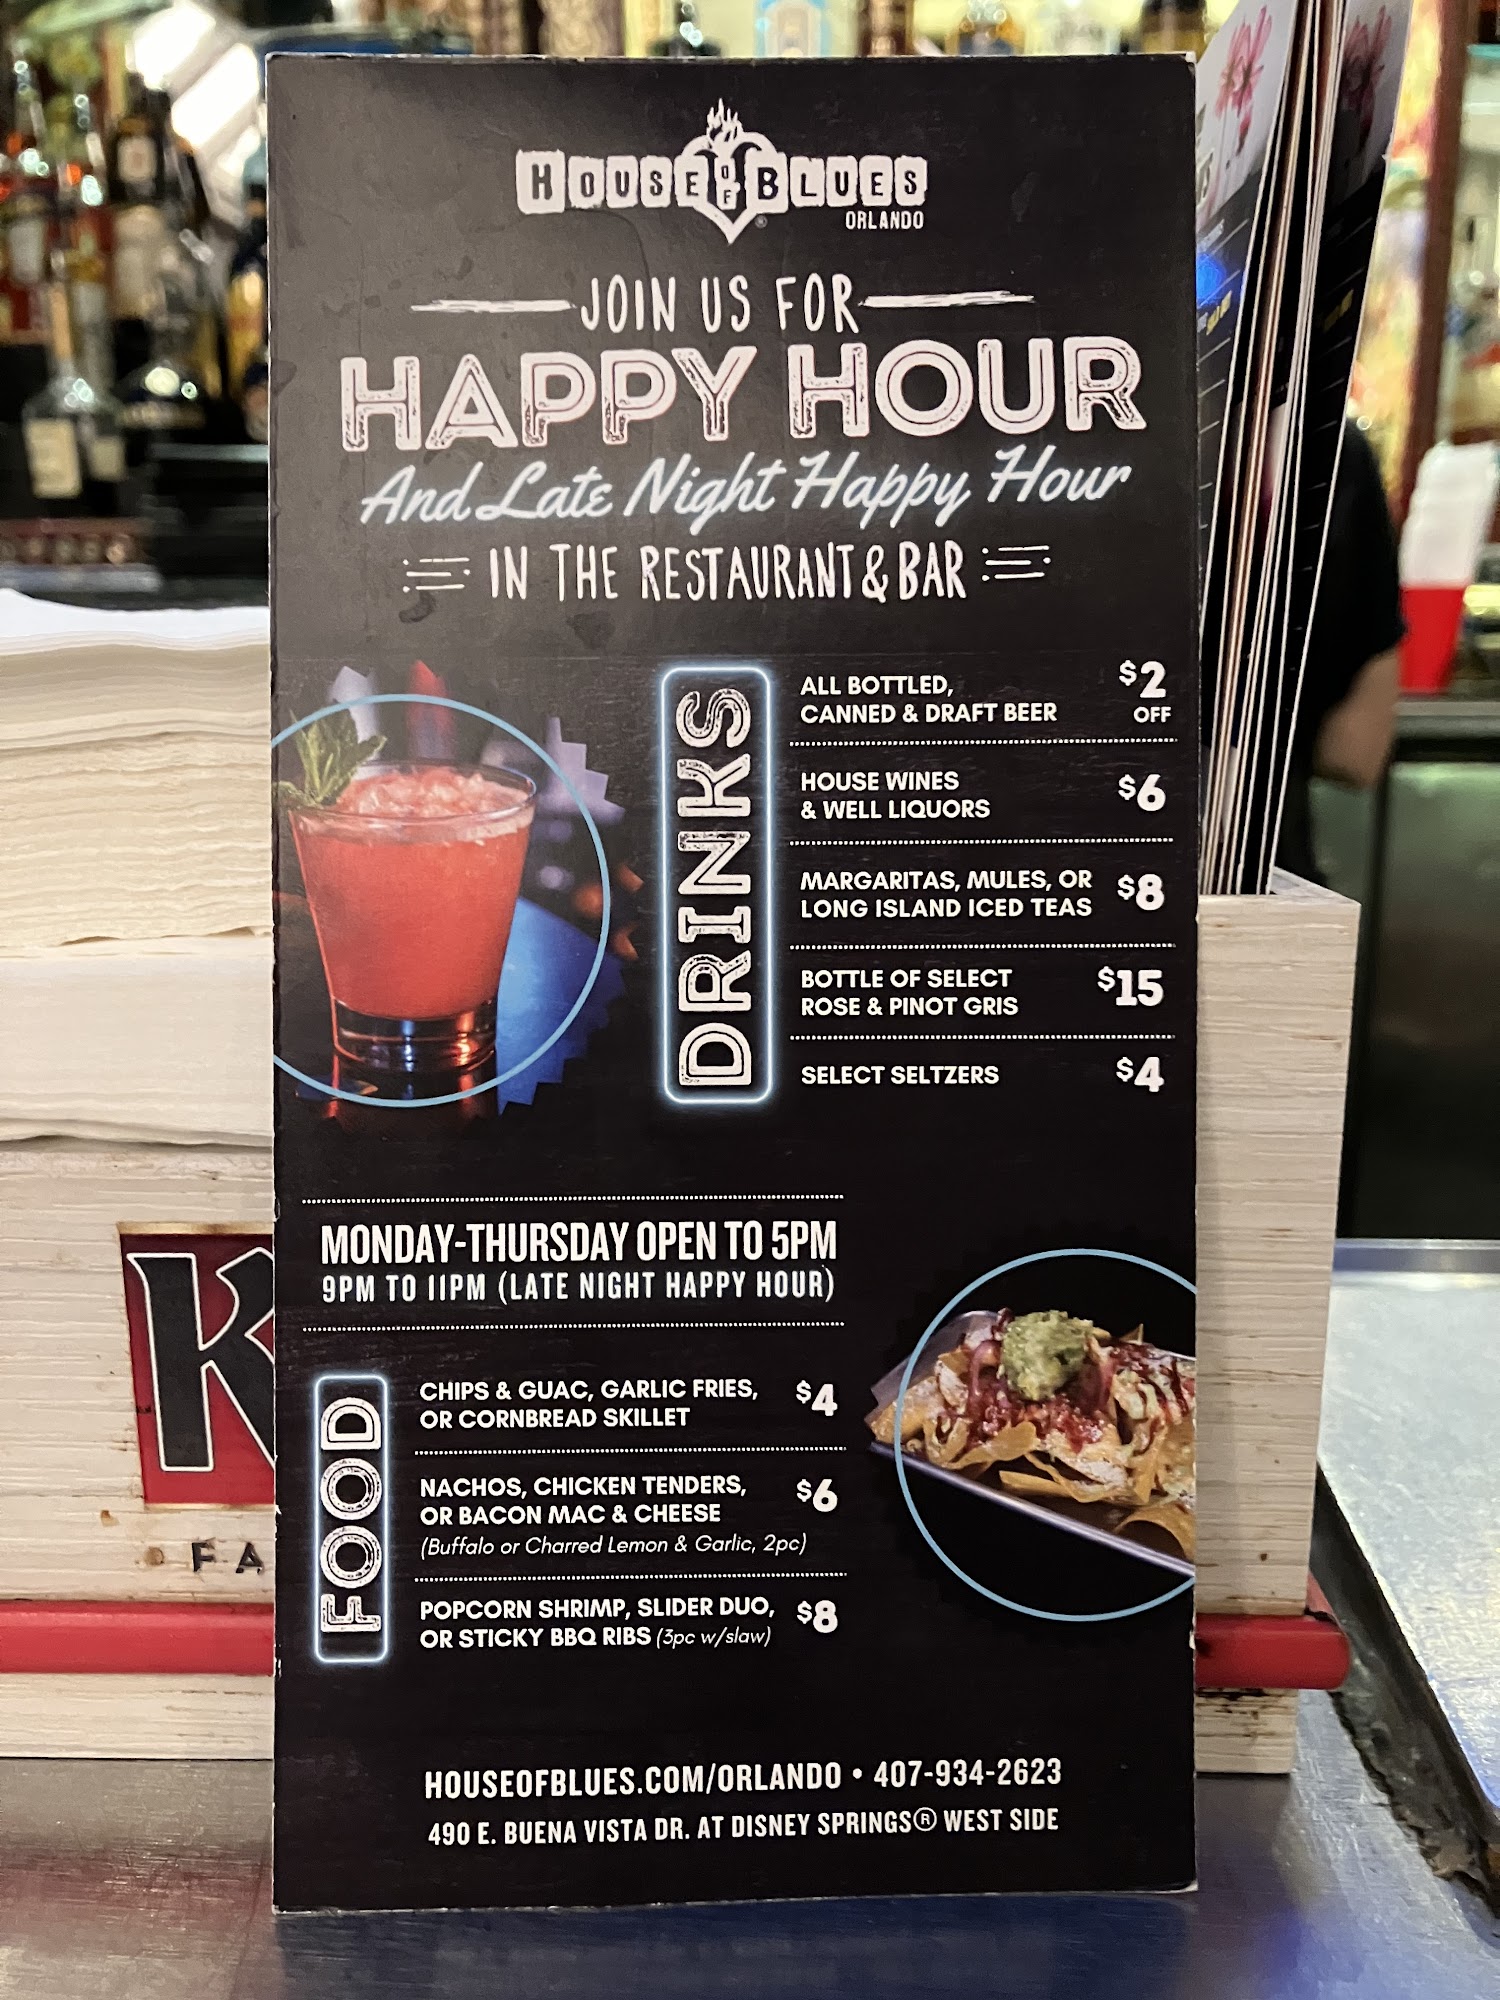 HOUSE OF BLUES
ORLANDO
JOIN US FOR
HAPPY HOUR
And Late Night Happy Hour
IN THE RESTAURANT & BAR
DRINKS
ALL BOTTLED,
CANNED & DRAFT BEER
$2
OFF
HOUSE WINES
& WELL LIQUORS
$6
MARGARITAS, MULES, OR
LONG ISLAND ICED TEAS
$8
BOTTLE OF SELECT
ROSE & PINOT GRIS
$15
SELECT SELTZERS
$4
MONDAY-THURSDAY OPEN TO 5PM
9PM TO 11PM (LATE NIGHT HAPPY HOUR)
FOOD
CHIPS & GUAC, GARLIC FRIES,
OR CORNBREAD SKILLET
$4
NACHOS, CHICKEN TENDERS,
OR BACON MAC & CHEESE
(Buffalo or Charred Lemon & Garlic, 2pc)
$6
POPCORN SHRIMP, SLIDER DUO,
OR STICKY BBQ RIBS (3pc w/slaw)
$8
HOUSEOFBLUES.COM/ORLANDO • 407-934-2623
490 E. BUENA VISTA DR. AT DISNEY SPRINGS® WEST SIDE
K
FA